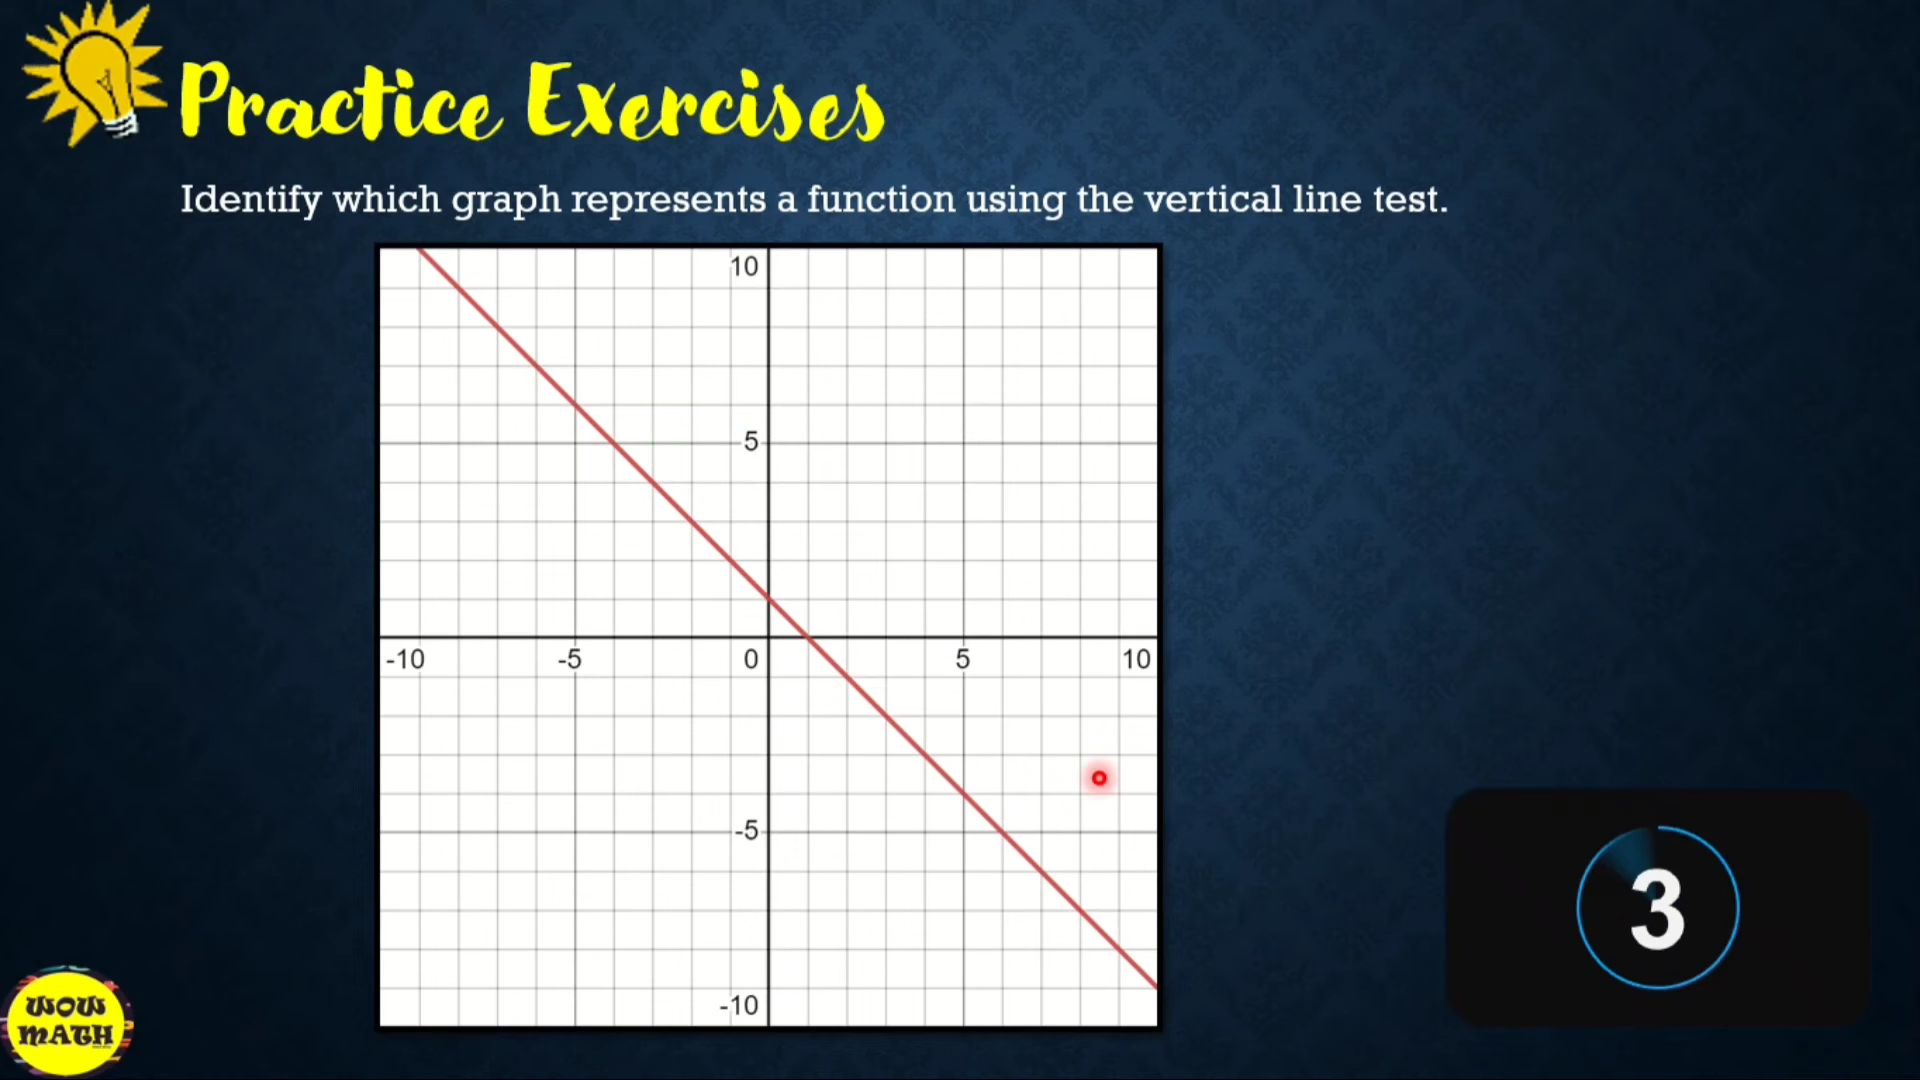 Practice Exercises
Identify which graph represents a function using the vertical line test.
10
5
-10 -5 0 5 10
-5
-10
3
WOW
MATH